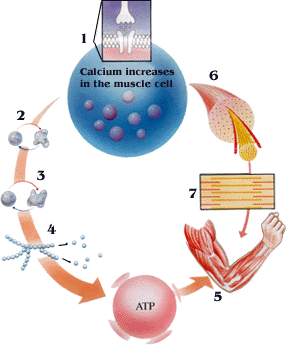 1
Calcium increases
in the muscle cell
2
6
3
7
4
5
ATP